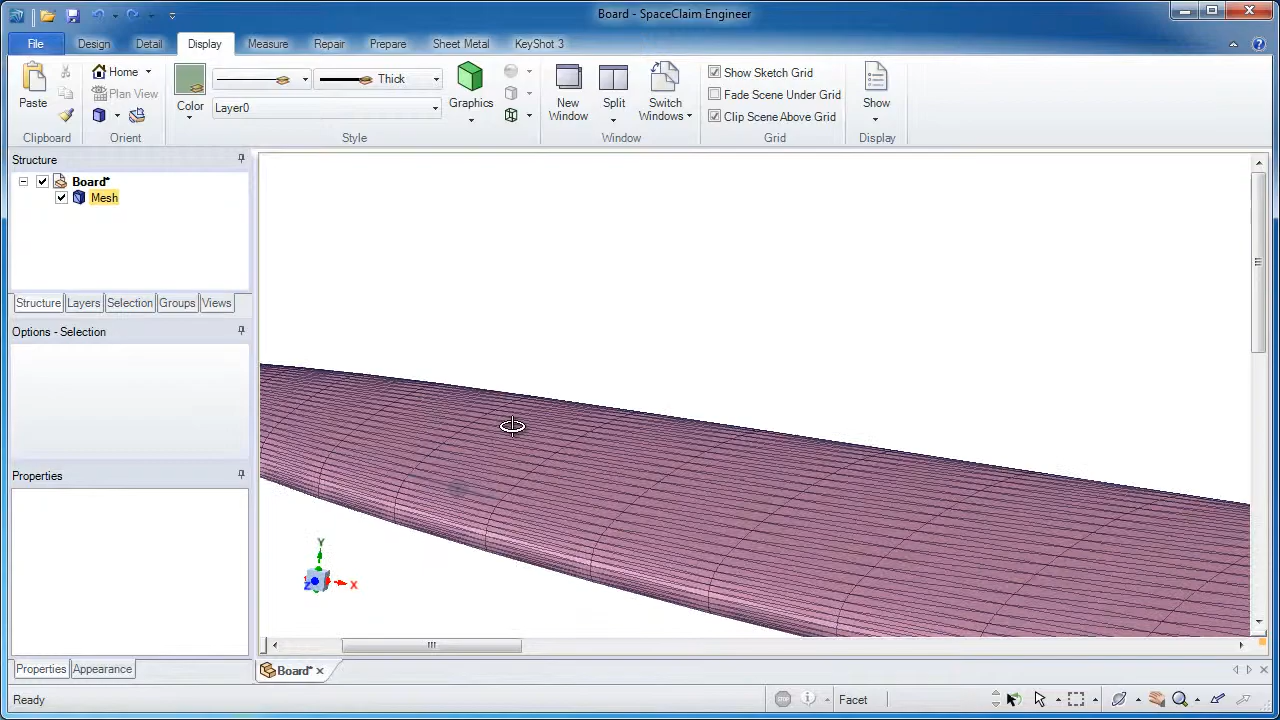 Board - SpaceClaim Engineer
File Design Detail Display Measure Repair Prepare Sheet Metal KeyShot 3
Paste
Clipboard
Home
Plan View
Orient
Color
Thick
Layer0
Graphics
Style
New Window
Split
Switch Windows
Window
Show Sketch Grid
Fade Scene Under Grid
Clip Scene Above Grid
Grid
Show
Display
Structure
Board*
Mesh
Structure Layers Selection Groups Views
Options - Selection
Properties
Properties Appearance
Y
X
Z
Board*
Ready
Facet